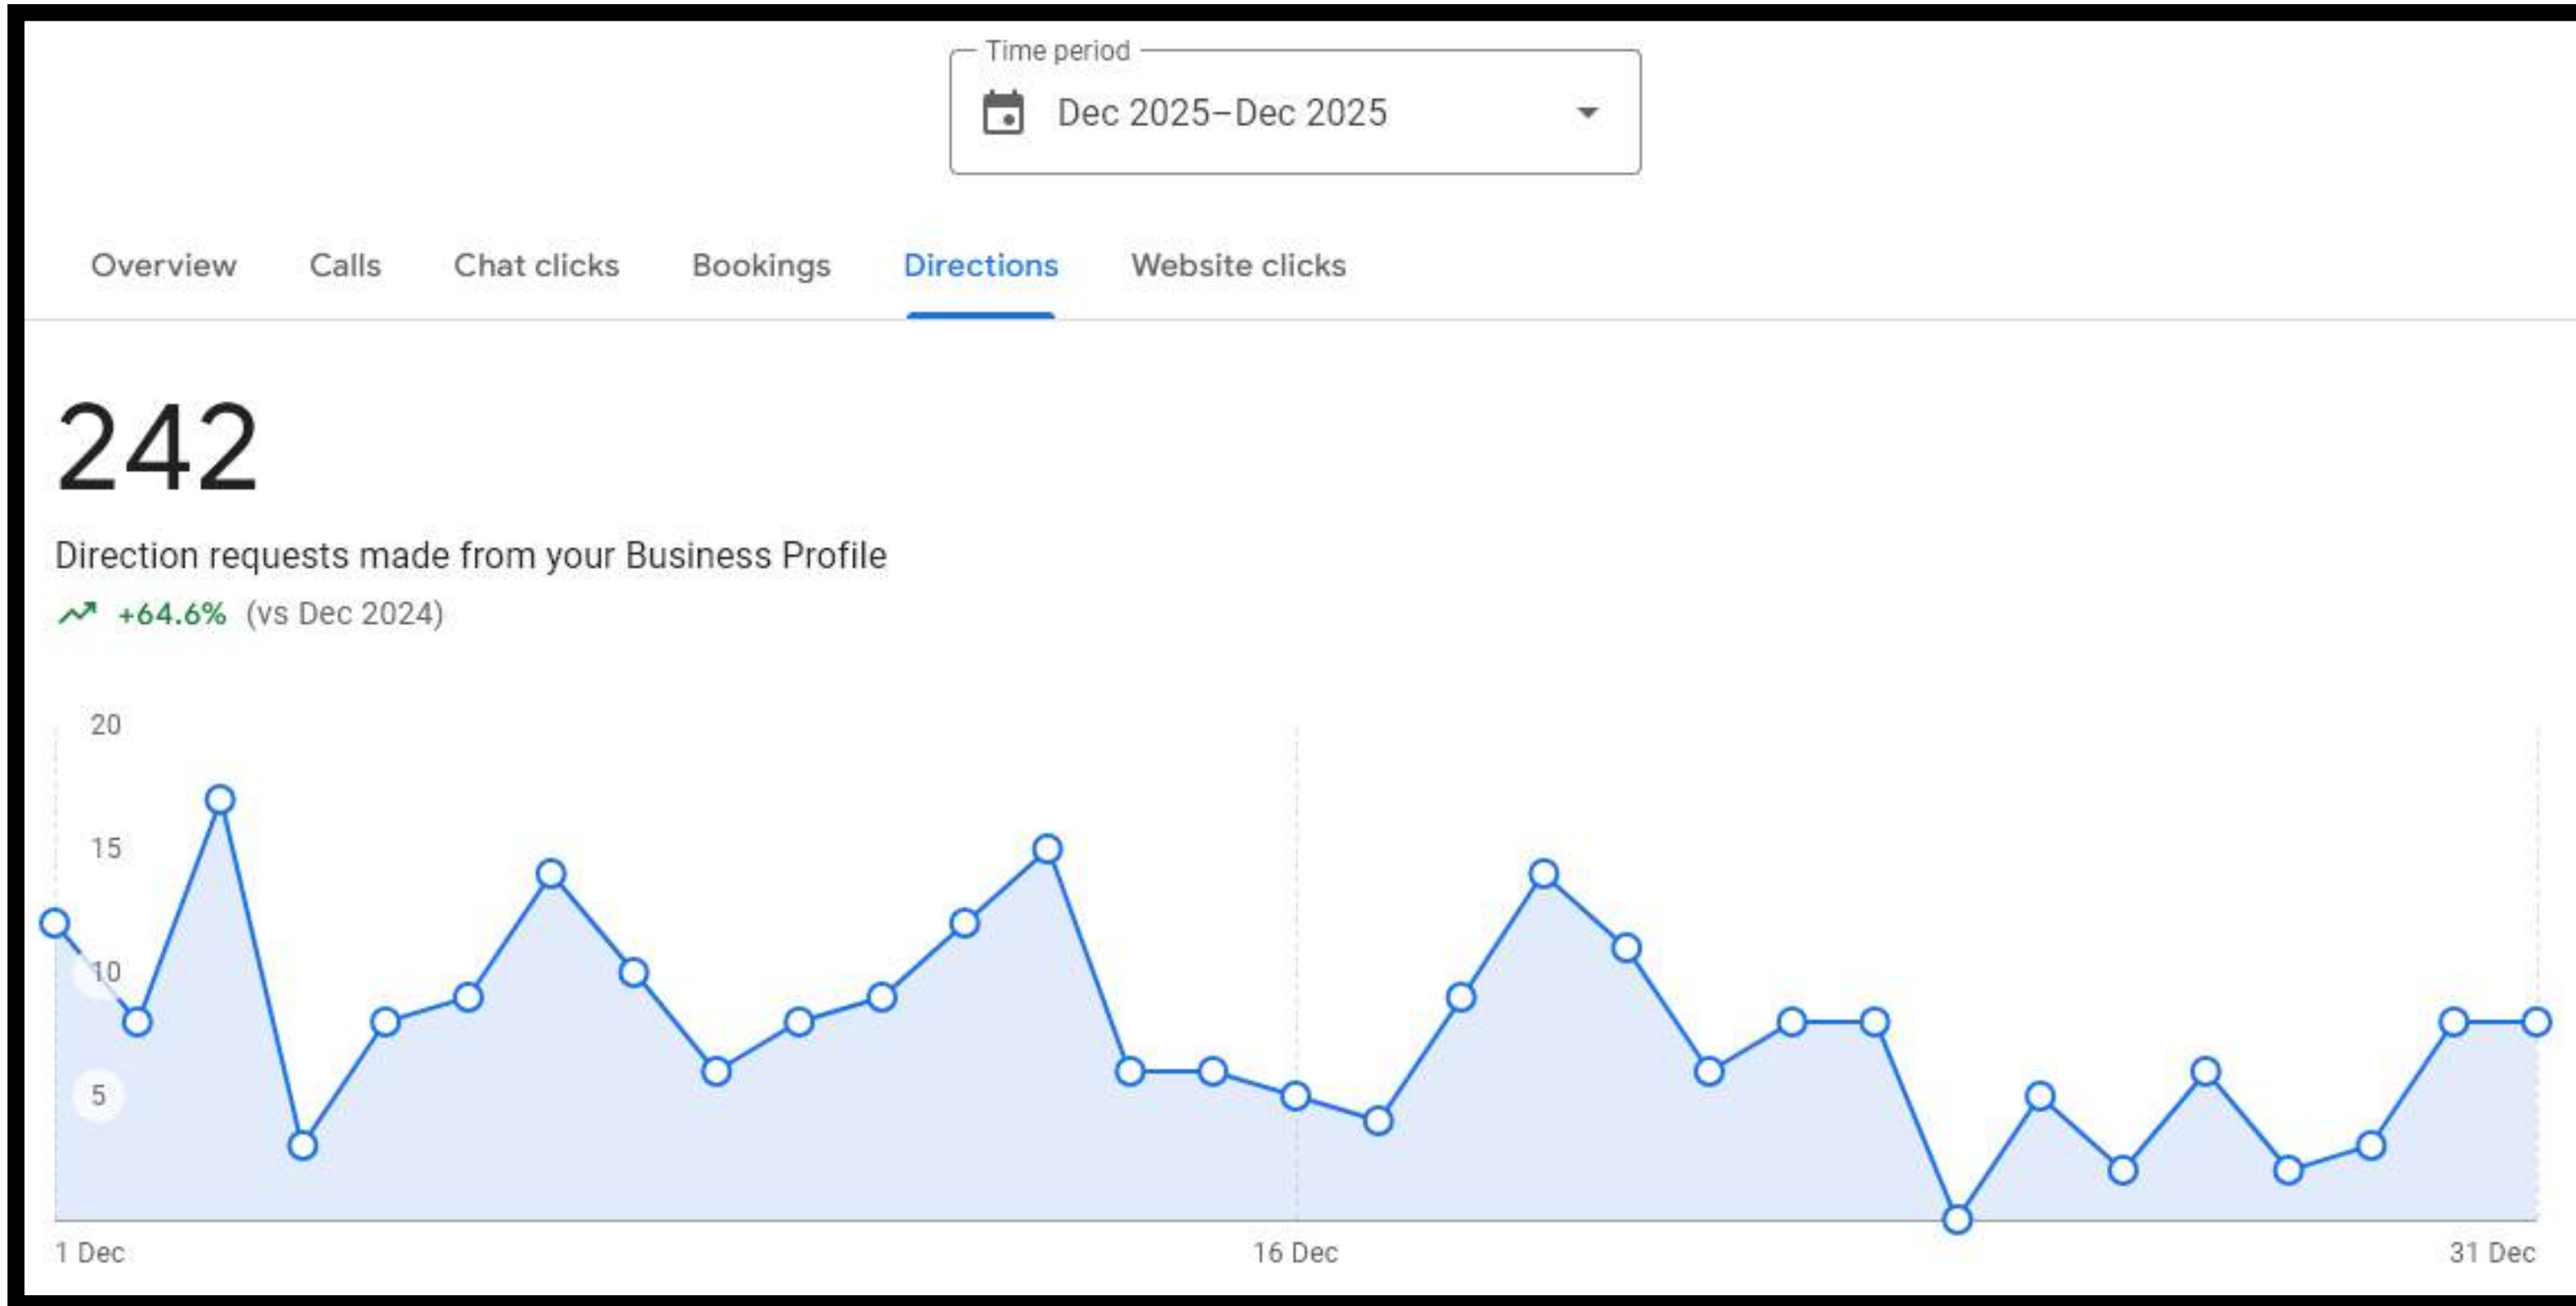 Time period
Dec 2025–Dec 2025
Overview Calls Chat clicks Bookings Directions Website clicks
242
Direction requests made from your Business Profile
+64.6% (vs Dec 2024)
20
15
10
5
1 Dec 16 Dec 31 Dec